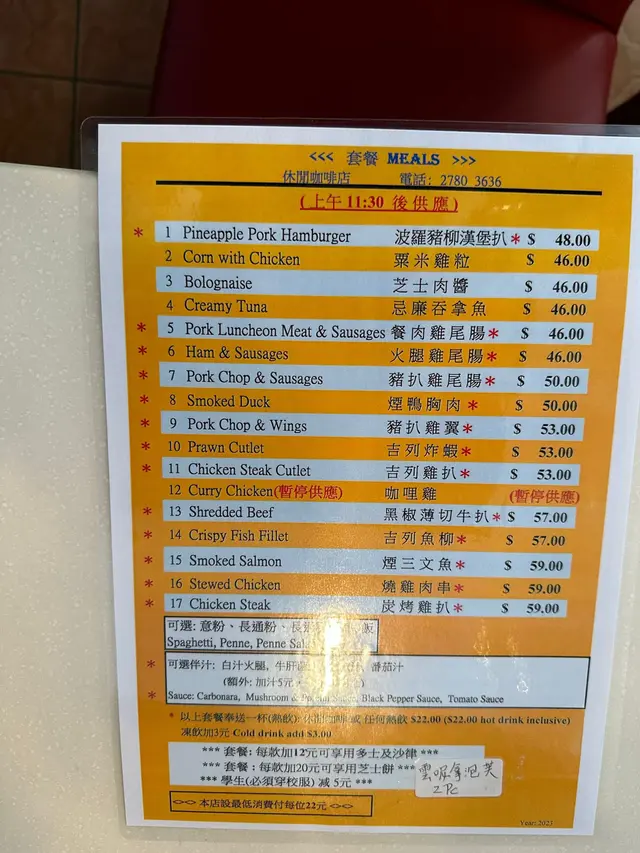 <<< 套餐 MEALS >>>
休閒咖啡店 電話: 2780 3636
(上午 11:30 後供應)
* 1 Pineapple Pork Hamburger 波羅豬柳漢堡扒* $ 48.00
2 Corn with Chicken 粟米雞粒 $ 46.00
3 Bolognaise 芝士肉醬 $ 46.00
4 Creamy Tuna 忌廉吞拿魚 $ 46.00
* 5 Pork Luncheon Meat & Sausages 餐肉雞尾腸* $ 46.00
* 6 Ham & Sausages 火腿雞尾腸* $ 46.00
* 7 Pork Chop & Sausages 豬扒雞尾腸* $ 50.00
* 8 Smoked Duck 煙鴨胸肉* $ 50.00
* 9 Pork Chop & Wings 豬扒雞翼* $ 53.00
* 10 Prawn Cutlet 吉列炸蝦* $ 53.00
* 11 Chicken Steak Cutlet 吉列雞扒* $ 53.00
12 Curry Chicken(暫停供應) 咖哩雞 (暫停供應)
* 13 Shredded Beef 黑椒薄切牛扒* $ 57.00
* 14 Crispy Fish Fillet 吉列魚柳* $ 57.00
* 15 Smoked Salmon 煙三文魚* $ 59.00
* 16 Stewed Chicken 燒雞肉串* $ 59.00
* 17 Chicken Steak 炭烤雞扒* $ 59.00
可選: 意粉、長通粉、長 飯
Spaghetti, Penne, Penne
* 可選伴汁: 白汁火腿, 牛肝 番茄汁
(額外: 加汁5元
* Sauce: Carbonara, Mushroom & Black Pepper Sauce, Tomato Sauce
* 以上套餐奉送一杯(熱飲): 休閒咖啡 或 任何熱飲 $22.00 ($22.00 hot drink inclusive)
凍飲加3元 Cold drink add $3.00
*** 套餐: 每款加12元可享用多士及沙律 ***
*** 套餐: 每款加20元可享用芝士餅 ***
*** 學生(必須穿校服) 減 5元 ***
雲呢拿泡芙
2Pc
<><> 本店設最低消費付每位22元 <><>
Year: 2023